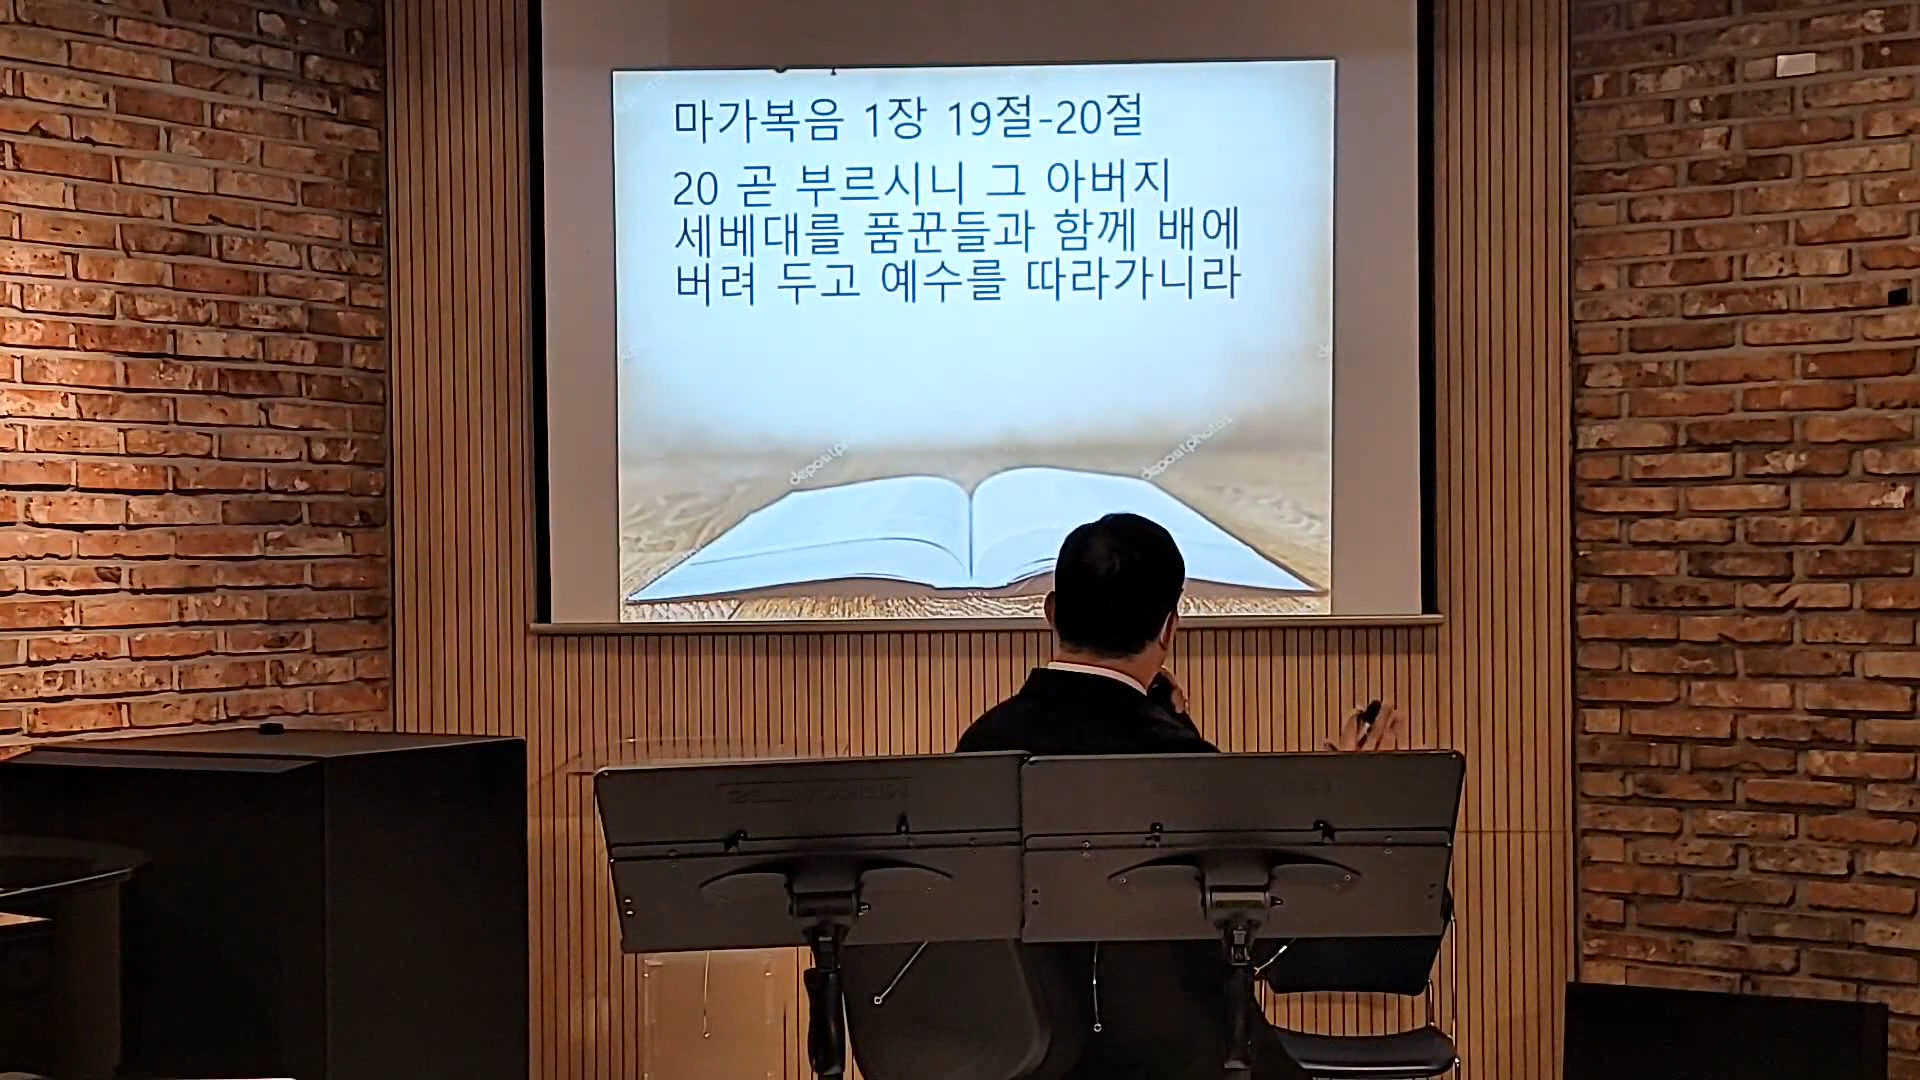 마가복음 1장 19절-20절
20 곧 부르시니 그 아버지
세베대를 품꾼들과 함께 배에
버려 두고 예수를 따라가니라
depositphotos